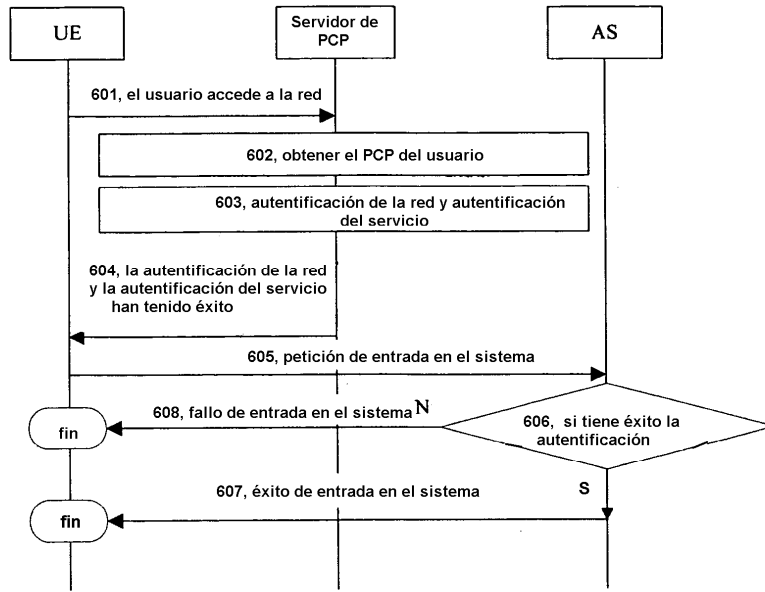 UE
Servidor de
PCP
AS
601, el usuario accede a la red
602, obtener el PCP del usuario
603, autentificación de la red y autentificación
del servicio
604, la autentificación de la red
y la autentificación del servicio
han tenido éxito
605, petición de entrada en el sistema
608, fallo de entrada en el sistema N
fin
606, si tiene éxito la
autentificación
607, éxito de entrada en el sistema
S
fin